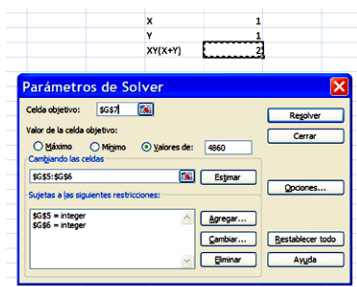 X 1
Y 1
XY(X+Y) 2
Parámetros de Solver
Celda objetivo: $G$7 Resolver
Valor de la celda objetivo: Cerrar
Máximo Mínimo Valores de: 4860
Cambiando las celdas
$G$5:$G$6 Estimar Opciones...
Sujetas a las siguientes restricciones:
$G$5 = integer Agregar...
$G$6 = integer
Cambiar... Restablecer todo
Eliminar Ayuda